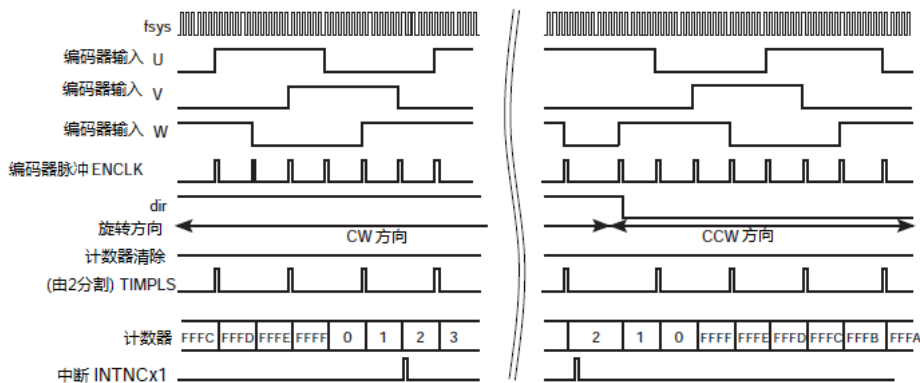 fsys
编码器输入 U
编码器输入 V
编码器输入 W
编码器脉冲 ENCLK
dir
旋转方向 CW 方向 CCW 方向
计数器清除
(由2分割) TIMPLS
计数器 FFFC FFFD FFFE FFFF 0 1 2 3 2 1 0 FFFF FFFE FFFD FFFC FFFB FFFA
中断 INTNCx1